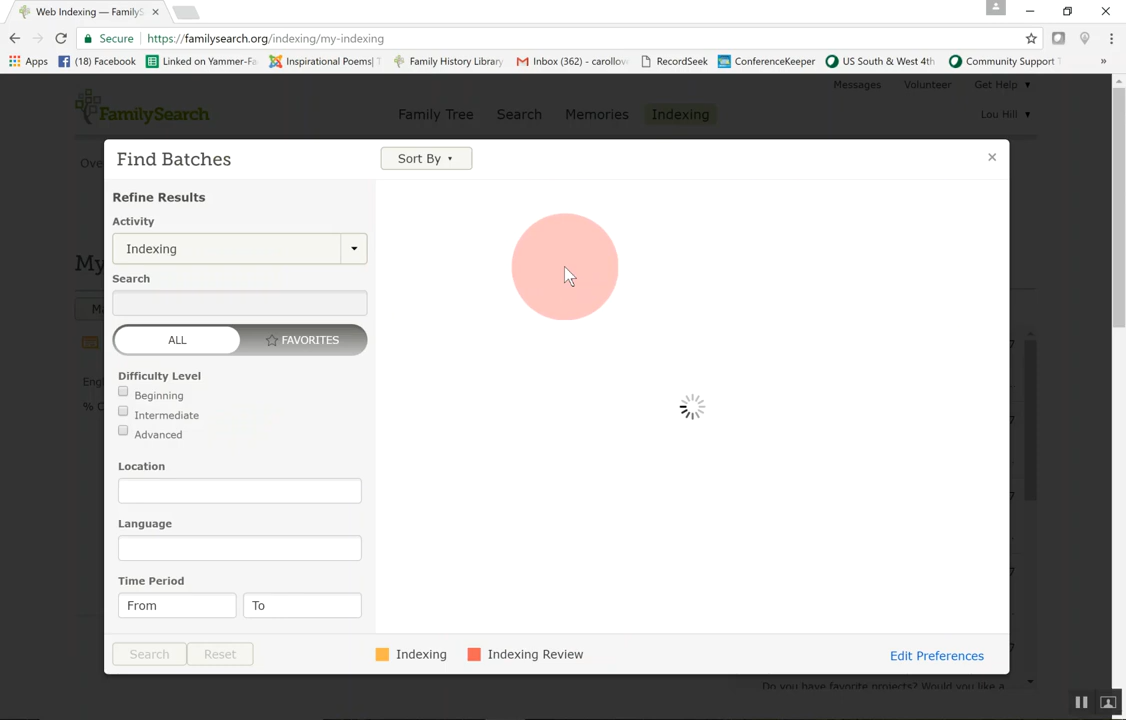 Web Indexing — FamilyS
Secure https://familysearch.org/indexing/my-indexing
Apps (18) Facebook Linked on Yammer-Fa Inspirational Poems| T Family History Library Inbox (362) - carollov RecordSeek ConferenceKeeper US South & West 4th Community Support T »
Messages Volunteer Get Help
FamilySearch Family Tree Search Memories Indexing Lou Hill
Ove
Find Batches Sort By ×
Refine Results
Activity
Indexing
My
Search
Ma
ALL FAVORITES
Difficulty Level
Engl
Beginning
% C
Intermediate
Advanced
Location
Language
Time Period
From To
Search Reset Indexing Indexing Review Edit Preferences
Do you have favorite projects? Would you like a